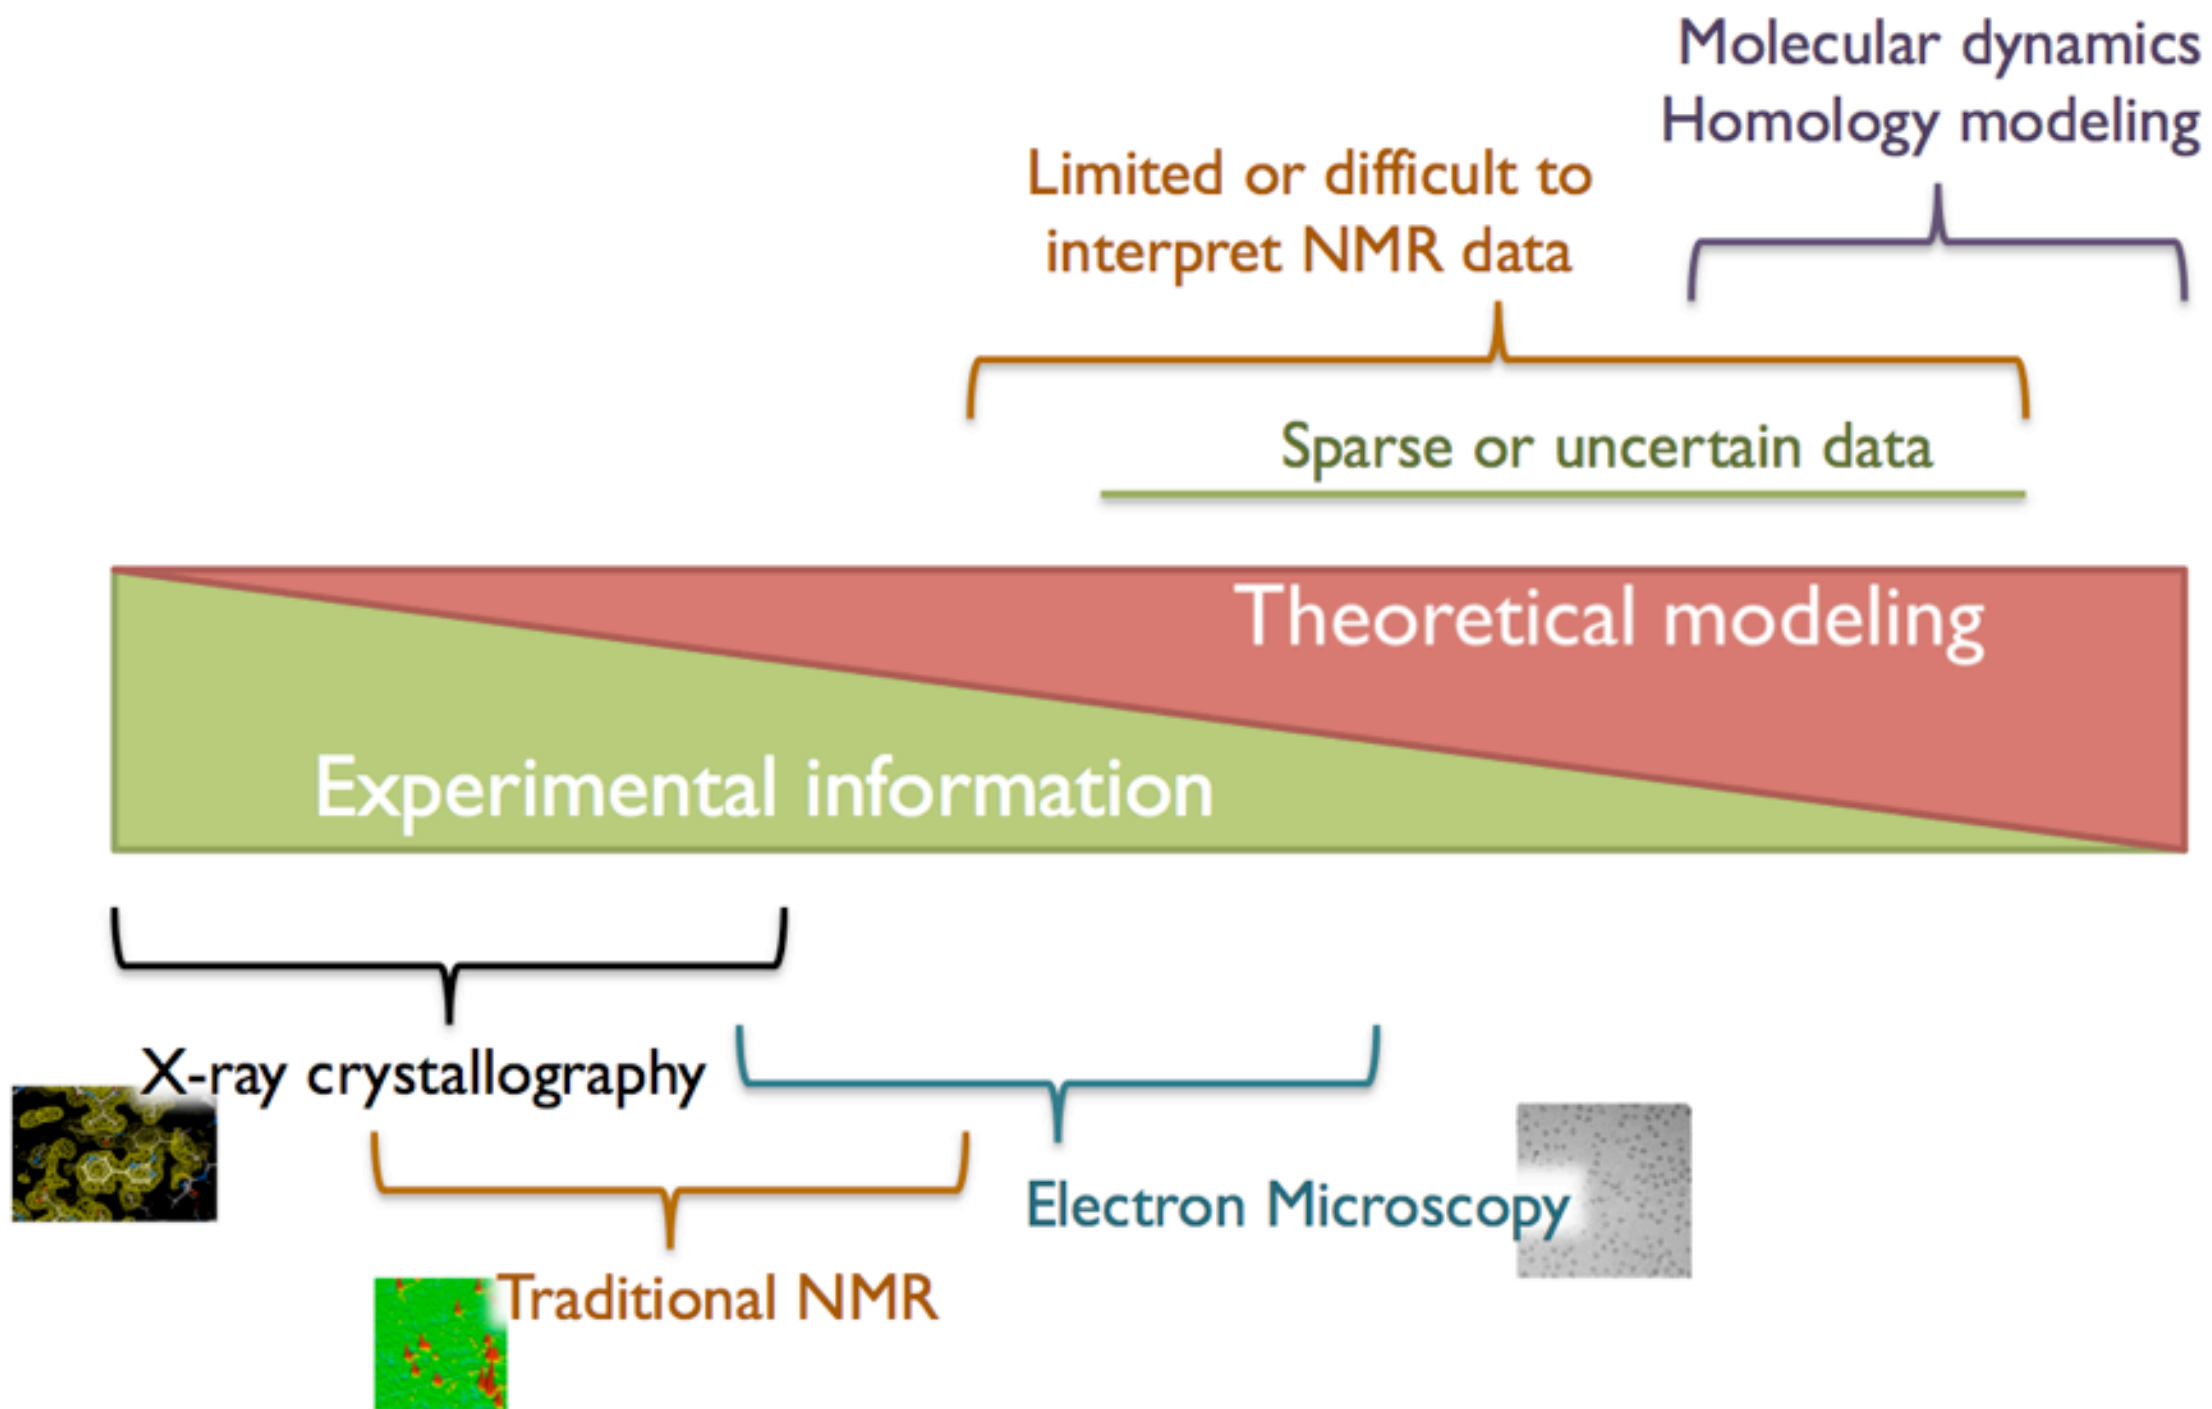 Molecular dynamics
Homology modeling
Limited or difficult to
interpret NMR data
Sparse or uncertain data
Theoretical modeling
Experimental information
X-ray crystallography
Electron Microscopy
Traditional NMR